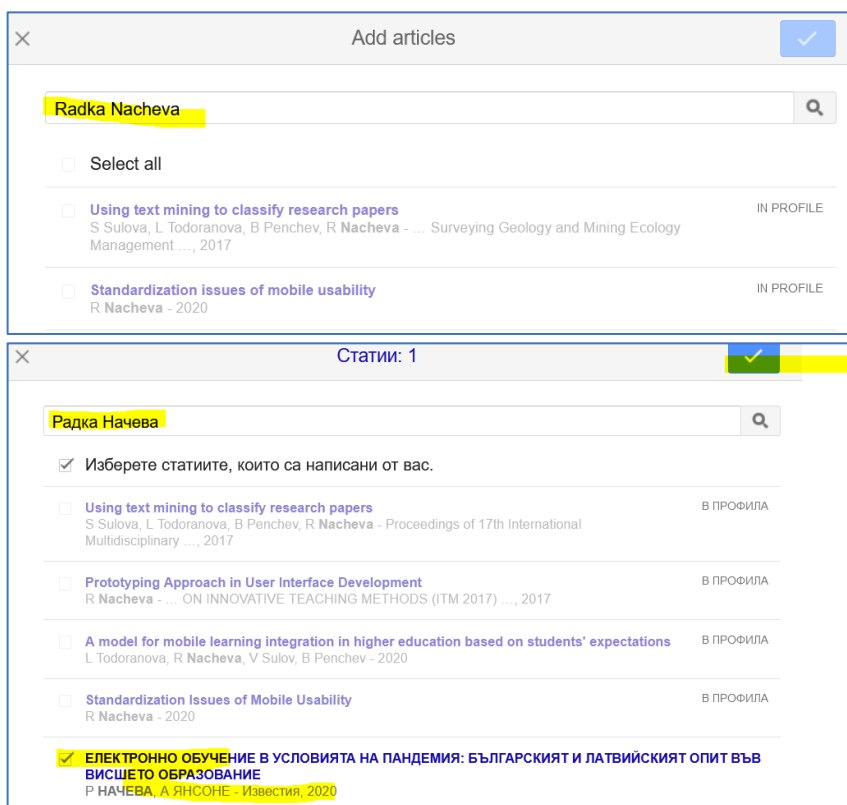 Add articles
Radka Nacheva
Select all
Using text mining to classify research papers
IN PROFILE
S Sulova, L Todoranova, B Penchev, R Nacheva - ... Surveying Geology and Mining Ecology
Management ..., 2017
Standardization issues of mobile usability
IN PROFILE
R Nacheva - 2020
Статии: 1
Радка Начева
Изберете статиите, които са написани от вас.
Using text mining to classify research papers
В ПРОФИЛА
S Sulova, L Todoranova, B Penchev, R Nacheva - Proceedings of 17th International
Multidisciplinary ..., 2017
Prototyping Approach in User Interface Development
В ПРОФИЛА
R Nacheva - ... ON INNOVATIVE TEACHING METHODS (ITM 2017) ..., 2017
A model for mobile learning integration in higher education based on students' expectations
В ПРОФИЛА
L Todoranova, R Nacheva, V Sulov, B Penchev - 2020
Standardization Issues of Mobile Usability
В ПРОФИЛА
R Nacheva - 2020
ЕЛЕКТРОННО ОБУЧЕНИЕ В УСЛОВИЯТА НА ПАНДЕМИЯ: БЪЛГАРСКИЯТ И ЛАТВИЙСКИЯТ ОПИТ ВЪВ
ВИСШЕТО ОБРАЗОВАНИЕ
Р НАЧЕВА, А ЯНСОНЕ - Известия, 2020